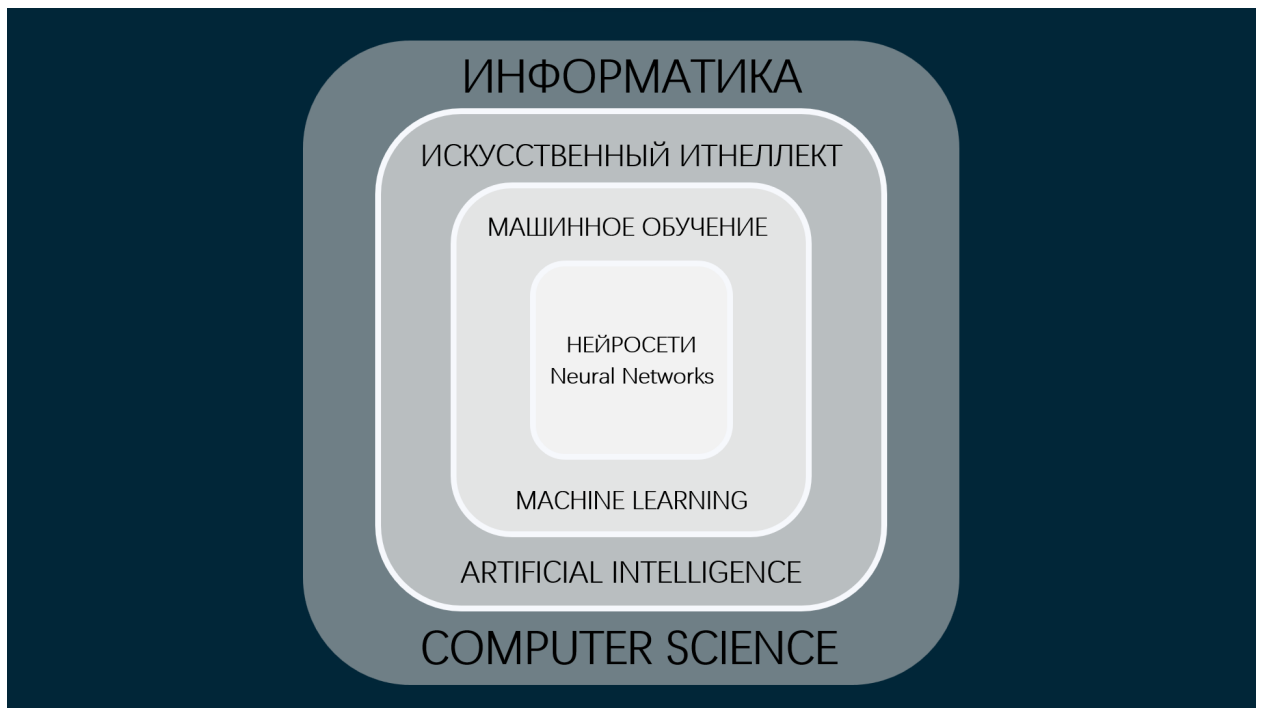 ИНФОРМАТИКА
ИСКУССТВЕННЫЙ ИТНЕЛЛЕКТ
МАШИННОЕ ОБУЧЕНИЕ
НЕЙРОСЕТИ
Neural Networks
MACHINE LEARNING
ARTIFICIAL INTELLIGENCE
COMPUTER SCIENCE